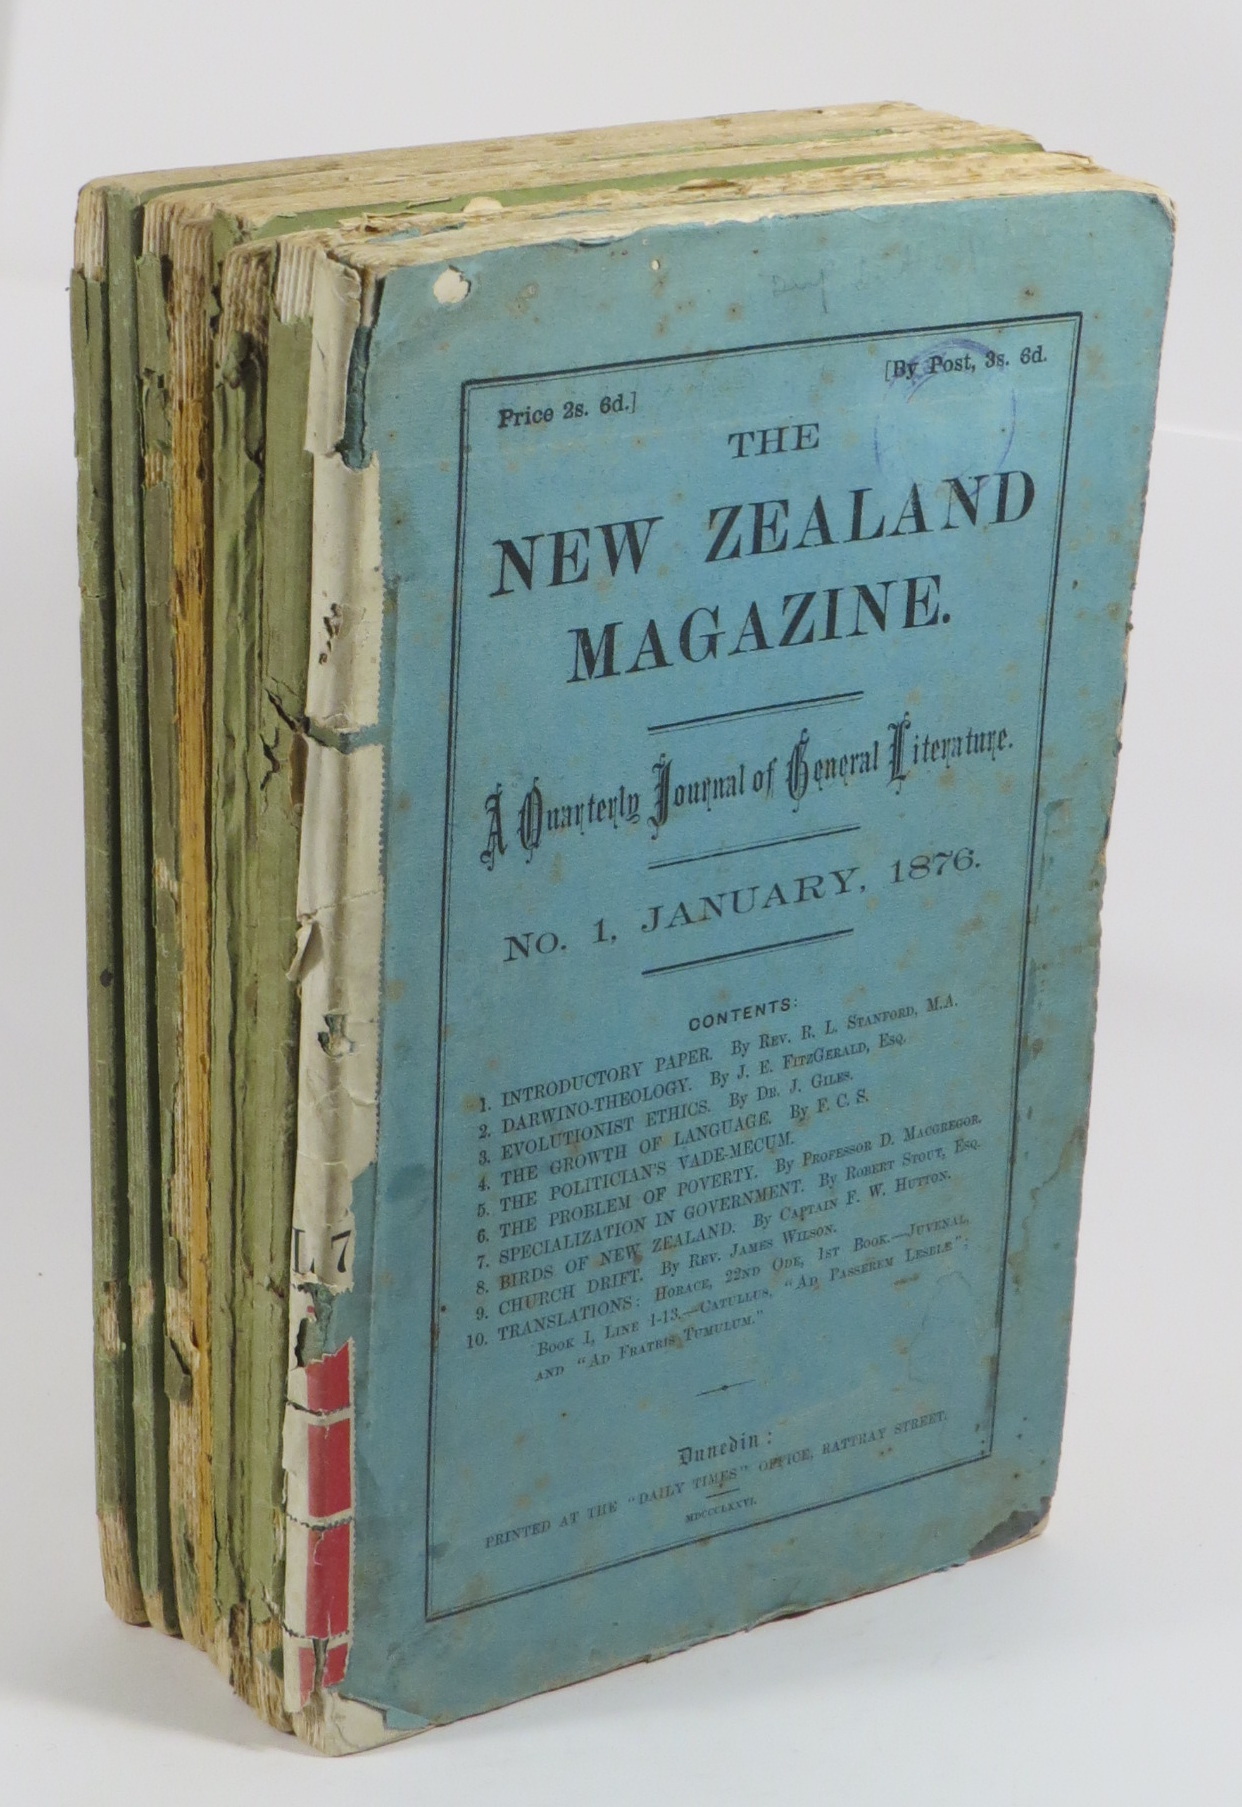 Price 2s. 6d.]
[By Post, 3s. 6d.
THE
NEW ZEALAND
MAGAZINE.
A Quarterly Journal of General Literature.
NO. 1, JANUARY, 1876.
CONTENTS:
1. INTRODUCTORY PAPER. By Rev. R. L. Stanford, M.A.
2. DARWINO-THEOLOGY. By J. E. FitzGerald, Esq.
3. EVOLUTIONIST ETHICS. By Dr. J. Giles.
4. THE GROWTH OF LANGUAGE. By F. C. S.
5. THE POLITICIAN'S VADE-MECUM.
6. THE PROBLEM OF POVERTY. By Professor D. Macgregor.
7. SPECIALIZATION IN GOVERNMENT. By Robert Stout, Esq.
8. BIRDS OF NEW ZEALAND. By Captain F. W. Hutton.
9. CHURCH DRIFT. By Rev. James Wilson.
10. TRANSLATIONS: Horace, 22nd Ode, 1st Book.—Juvenal,
Book I, Line 1-13.—Catullus, "Ad Passerem Lesbiæ";
and "Ad Fratris Tumulum."
Dunedin:
PRINTED AT THE "DAILY TIMES" OFFICE, RATTRAY STREET.
MDCCCLXXVI.
L 7